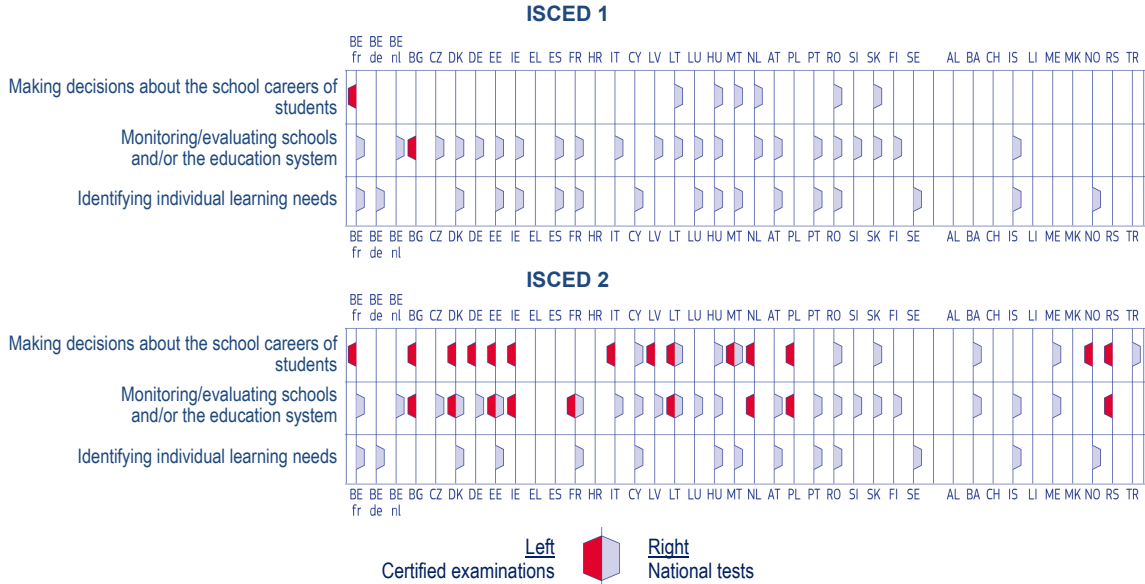 ISCED 1
BE BE BE
fr de nl BG CZ DK DE EE IE EL ES FR HR IT CY LV LT LU HU MT NL AT PL PT RO SI SK FI SE AL BA CH IS LI ME MK NO RS TR
Making decisions about the school careers of
students
Monitoring/evaluating schools
and/or the education system
Identifying individual learning needs
BE BE BE BG CZ DK DE EE IE EL ES FR HR IT CY LV LT LU HU MT NL AT PL PT RO SI SK FI SE AL BA CH IS LI ME MK NO RS TR
fr de nl
ISCED 2
BE BE BE
fr de nl BG CZ DK DE EE IE EL ES FR HR IT CY LV LT LU HU MT NL AT PL PT RO SI SK FI SE AL BA CH IS LI ME MK NO RS TR
Making decisions about the school careers of
students
Monitoring/evaluating schools
and/or the education system
Identifying individual learning needs
BE BE BE BG CZ DK DE EE IE EL ES FR HR IT CY LV LT LU HU MT NL AT PL PT RO SI SK FI SE AL BA CH IS LI ME MK NO RS TR
fr de nl
Left Right
Certified examinations National tests